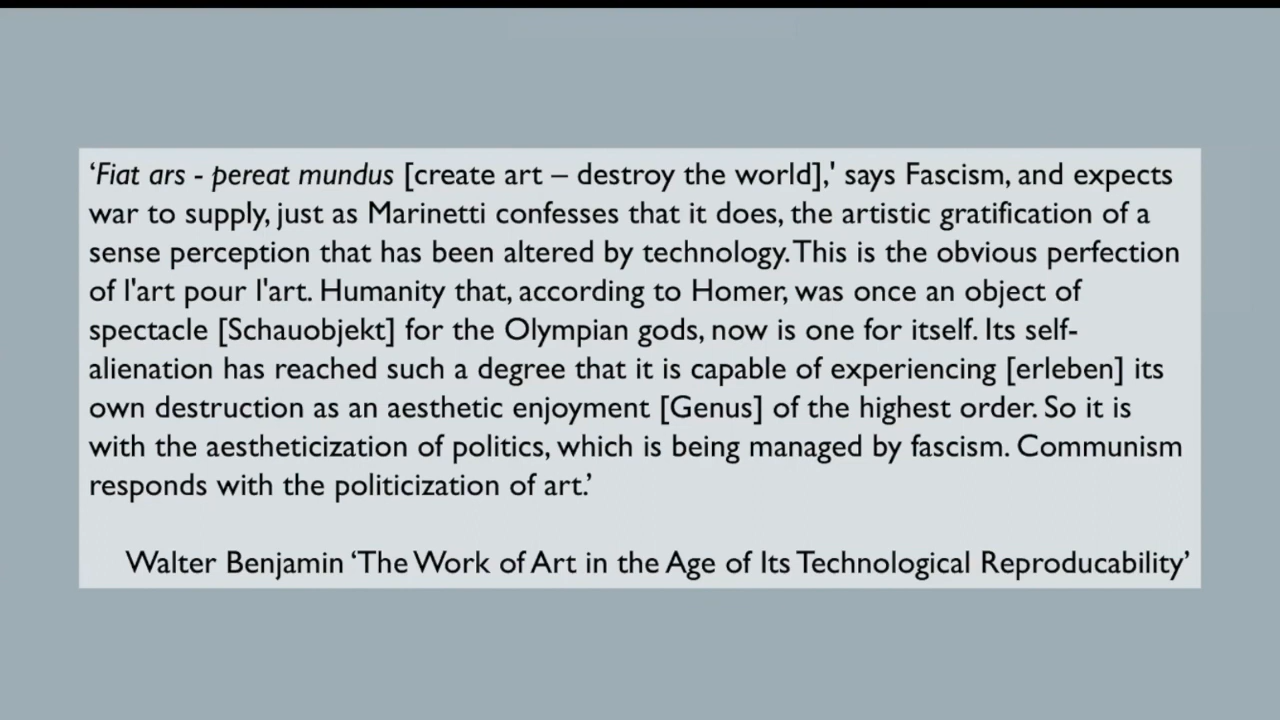 ‘Fiat ars - pereat mundus [create art – destroy the world],' says Fascism, and expects
war to supply, just as Marinetti confesses that it does, the artistic gratification of a
sense perception that has been altered by technology. This is the obvious perfection
of l'art pour l'art. Humanity that, according to Homer, was once an object of
spectacle [Schauobjekt] for the Olympian gods, now is one for itself. Its self-
alienation has reached such a degree that it is capable of experiencing [erleben] its
own destruction as an aesthetic enjoyment [Genus] of the highest order. So it is
with the aestheticization of politics, which is being managed by fascism. Communism
responds with the politicization of art.’
Walter Benjamin ‘The Work of Art in the Age of Its Technological Reproducability’